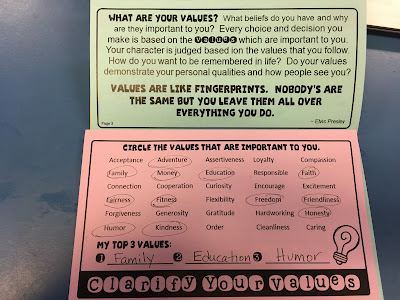 WHAT ARE YOUR VALUES? What beliefs do you have and why
are they important to you? Every choice and decision you
make is based on the values which are important to you.
Your character is judged based ion the values that you follow.
How do you want to be remembered in life? Do your values
demonstrate your personal qualities and how people see you?
VALUES ARE LIKE FINGERPRINTS. NOBODY'S ARE
THE SAME BUT YOU LEAVE THEM ALL OVER
EVERYTHING YOU DO.
Page 3 ~ Elvis Presley
CIRCLE THE VALUES THAT ARE IMPORTANT TO YOU.
Acceptance Adventure Assertiveness Loyalty Compassion
Family Money Education Responsible Faith
Connection Cooperation Curiosity Encourage Excitement
Fairness Fitness Flexibility Freedom Friendliness
Forgiveness Generosity Gratitude Hardworking Honesty
Humor Kindness Order Cleanliness Caring
MY TOP 3 VALUES:
1 Family 2 Education 3 Humor
Clarify Your Values